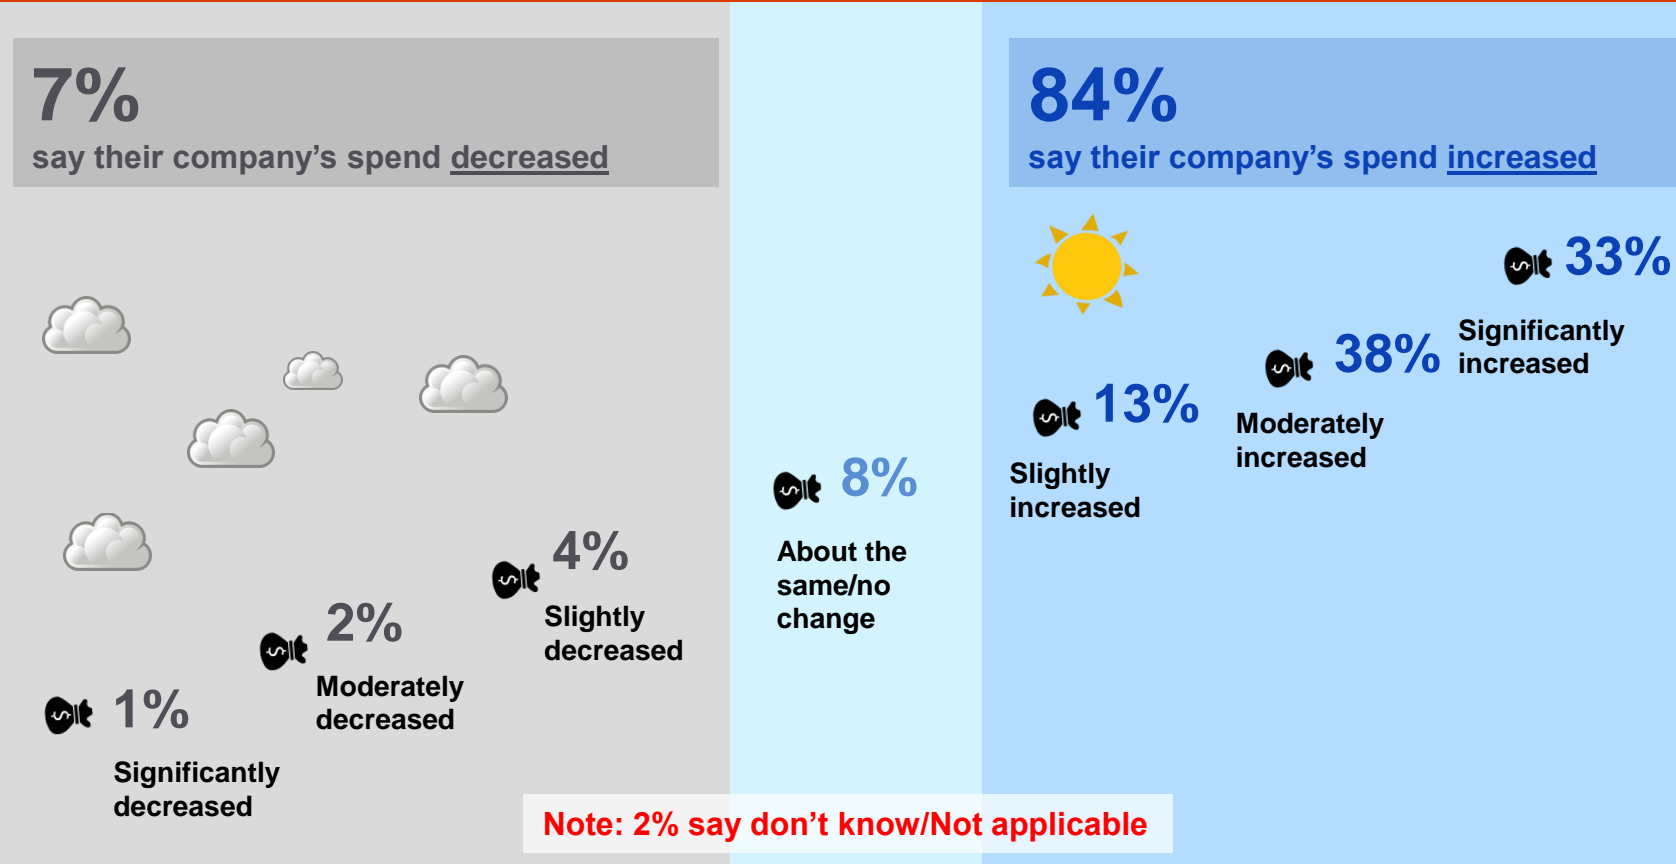 7%
say their company's spend decreased
84%
say their company's spend increased
33%
Significantly
increased
38%
Moderately
increased
13%
Slightly
increased
8%
About the
same/no
change
4%
Slightly
decreased
2%
Moderately
decreased
1%
Significantly
decreased
Note: 2% say don't know/Not applicable